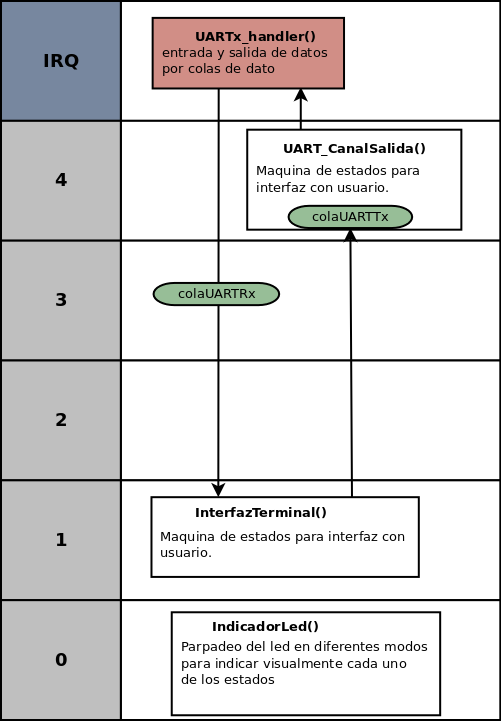 IRQ
UARTx_handler()
entrada y salida de datos
por colas de dato
4
UART_CanalSalida()
Maquina de estados para
interfaz con usuario.
colaUARTTx
3
colaUARTRx
2
1
InterfazTerminal()
Maquina de estados para interfaz con
usuario.
0
IndicadorLed()
Parpadeo del led en diferentes modos
para indicar visualmente cada uno
de los estados